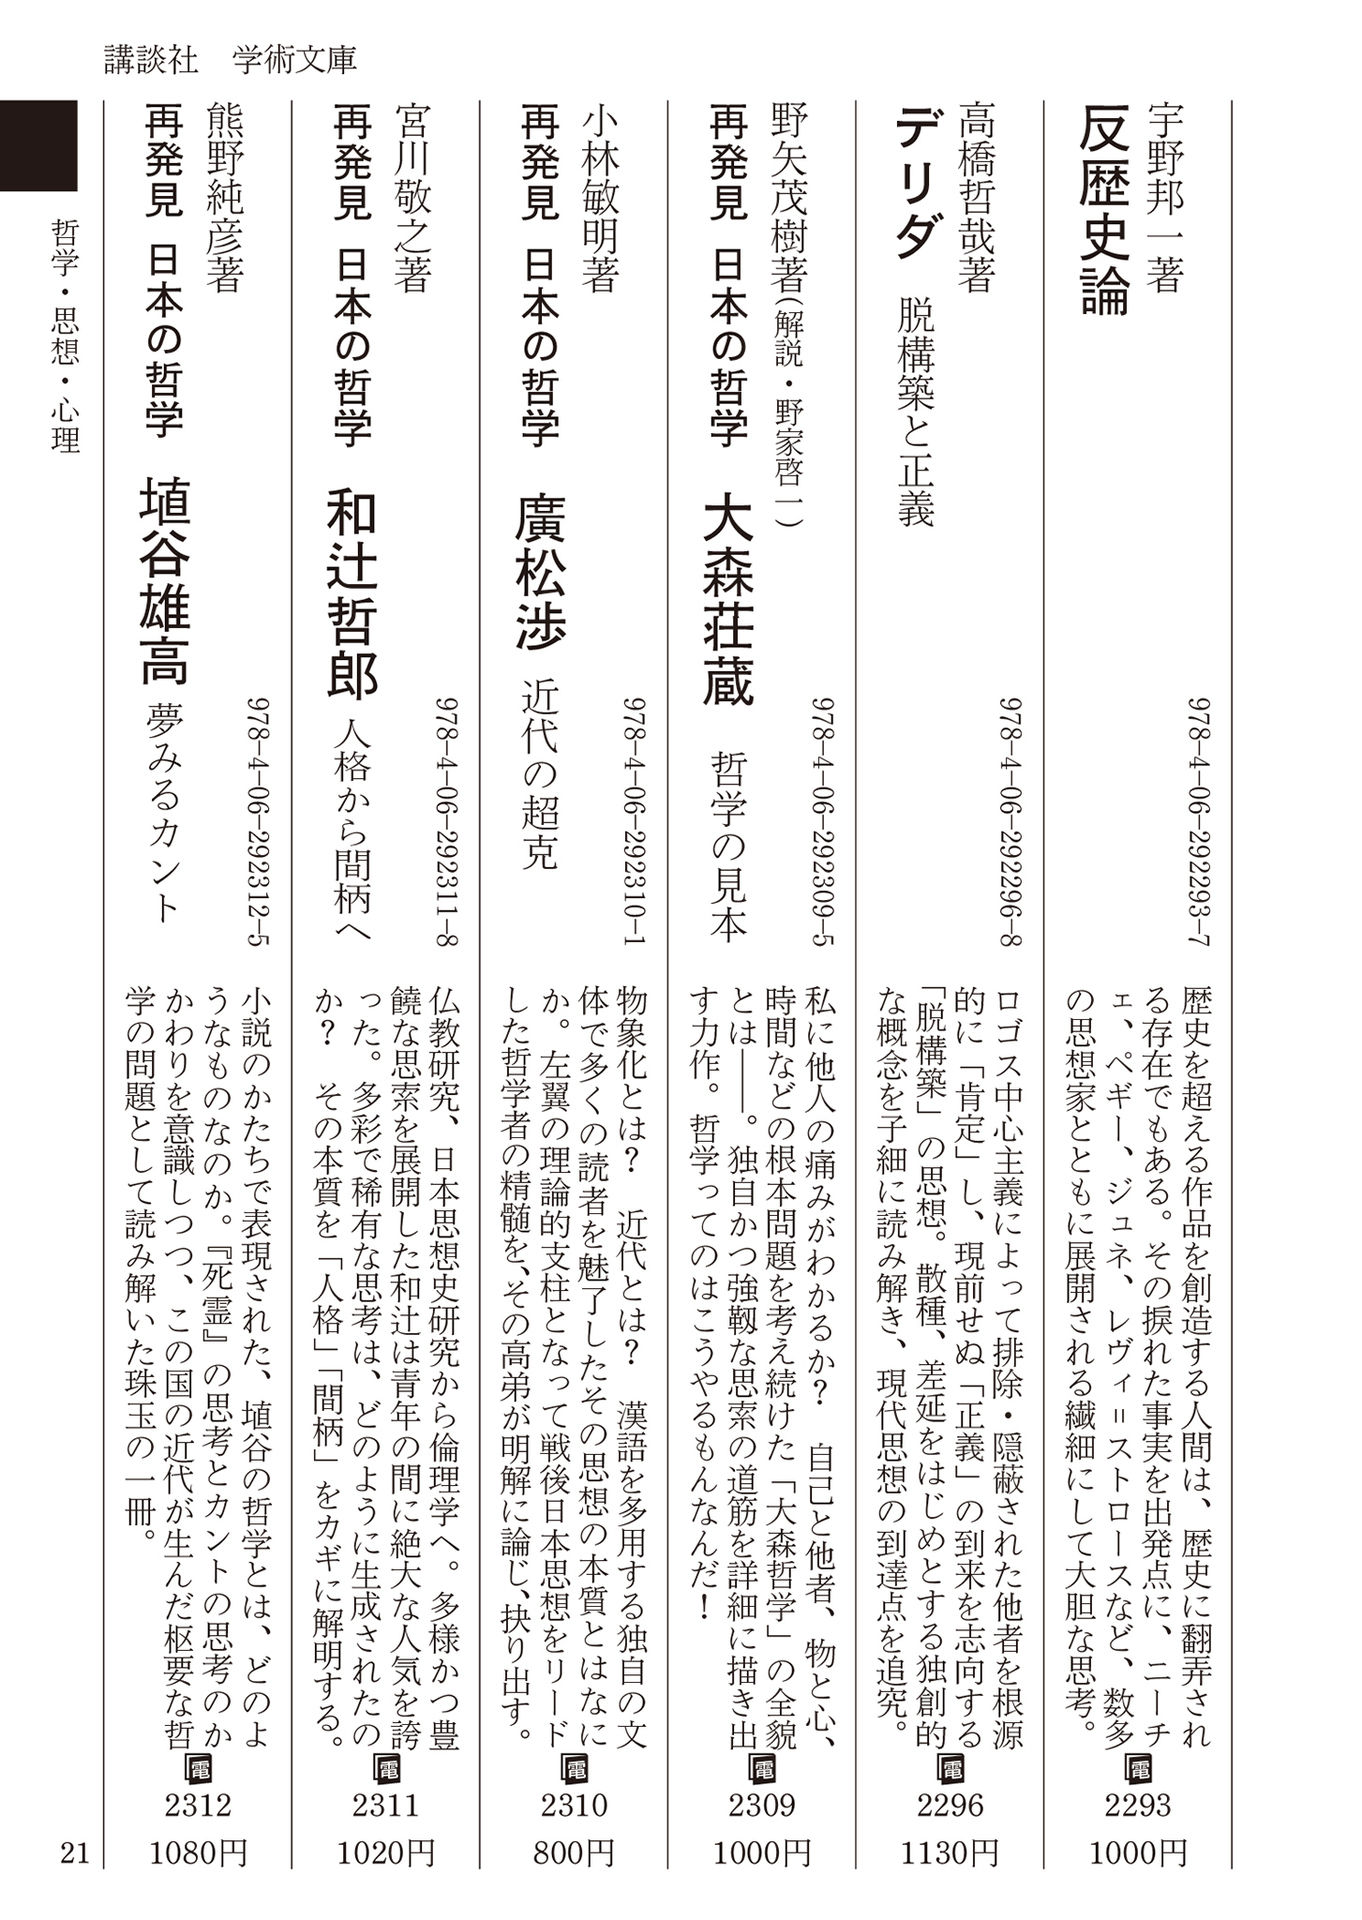 講談社　学術文庫
宇野邦一著
反歴史論
978-4-06-292293-7
歴史を超える作品を創造する人間は、歴史に翻弄され
る存在でもある。その捩れた事実を出発点に、ニーチ
ェ、ペギー、ジュネ、レヴィ＝ストロースなど、数多
の思想家とともに展開される繊細にして大胆な思考。
電
2293
1000円
高橋哲哉著
デリダ　脱構築と正義
978-4-06-292296-8
ロゴス中心主義によって排除・隠蔽された他者を根源
的に「肯定」し、現前せぬ「正義」の到来を志向する
「脱構築」の思想。散種、差延をはじめとする独創的
な概念を子細に読み解き、現代思想の到達点を追究。
電
2296
1130円
野矢茂樹著（解説・野家啓一）
再発見　日本の哲学　大森荘蔵　哲学の見本
978-4-06-292309-5
私に他人の痛みがわかるか？　自己と他者、物と心、
時間などの根本問題を考え続けた「大森哲学」の全貌
とは――。独自かつ強靱な思索の道筋を詳細に描き出
す力作。哲学ってのはこうやるもんなんだ！
電
2309
1000円
小林敏明著
再発見　日本の哲学　廣松渉　近代の超克
978-4-06-292310-1
物象化とは？　近代とは？　漢語を多用する独自の文
体で多くの読者を魅了したその思想の本質とはなに
か。左翼の理論的支柱となって戦後日本思想をリード
した哲学者の精髄を、その高弟が明解に論じ、抉り出す。
電
2310
800円
宮川敬之著
再発見　日本の哲学　和辻哲郎　人格から間柄へ
978-4-06-292311-8
仏教研究、日本思想史研究から倫理学へ。多様かつ豊
饒な思索を展開した和辻は青年の間に絶大な人気を誇
った。多彩で稀有な思考は、どのように生成されたの
か？　その本質を「人格」「間柄」をカギに解明する。
電
2311
1020円
熊野純彦著
再発見　日本の哲学　埴谷雄高　夢みるカント
978-4-06-292312-5
小説のかたちで表現された、埴谷の哲学とは、どのよ
うなものなのか。『死霊』の思考とカントの思考のか
かわりを意識しつつ、この国の近代が生んだ枢要な哲
学の問題として読み解いた珠玉の一冊。
電
2312
1080円
哲学・思想・心理
21